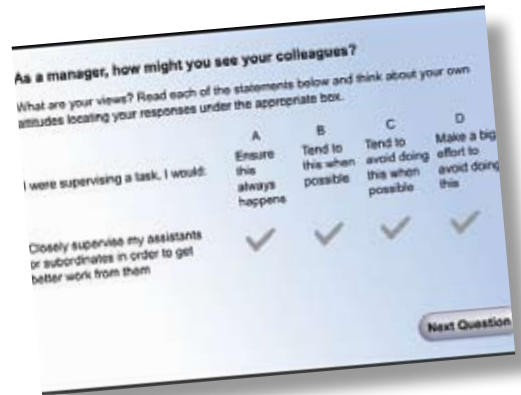 As a manager, how might you see your colleagues?
What are your views? Read each of the statements below and think about your own
attitudes locating your responses under the appropriate box.
A
Ensure
this
always
happens
B
Tend to
this when
possible
C
Tend to
avoid doing
this when
possible
D
Make a big
effort to
avoid doing
this
I were supervising a task, I would:
Closely supervise my assistants
or subordinates in order to get
better work from them
Next Question